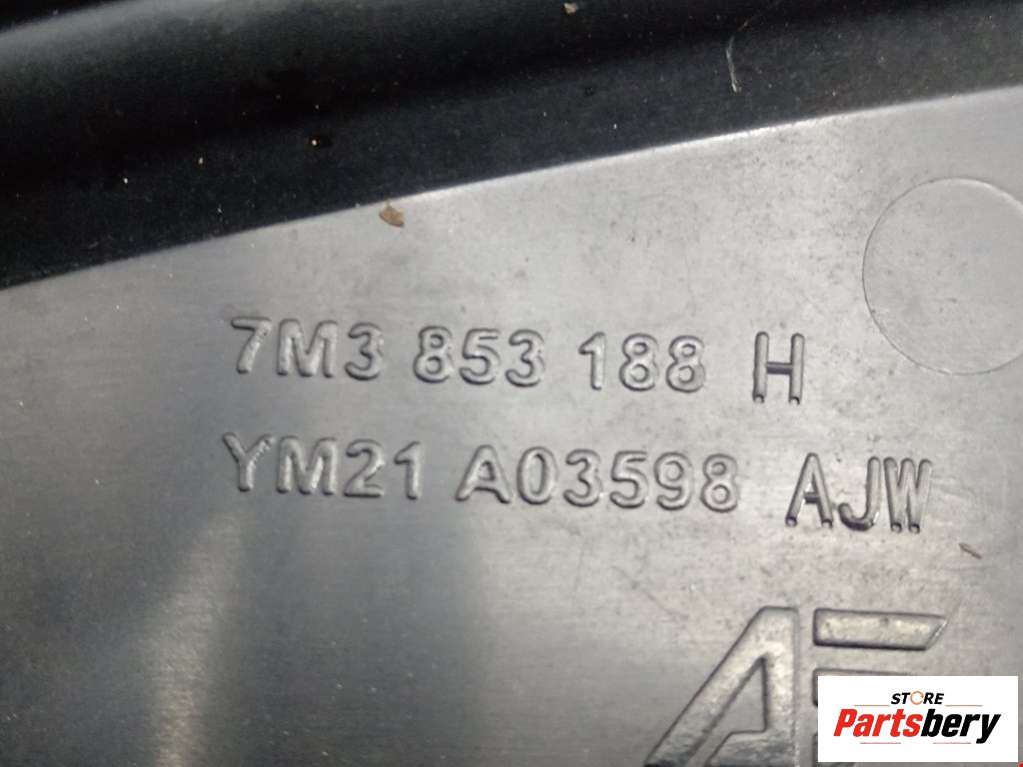 7M3 853 188 H
YM21 A03598 AJW
STORE
Partsbery